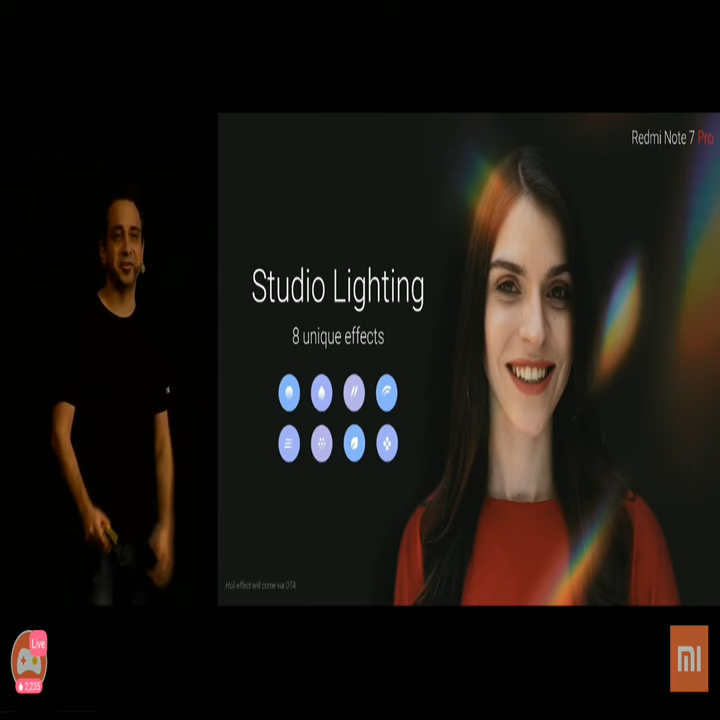 Redmi Note 7 Pro
Studio Lighting
8 unique effects
Holi effect will come via OTA
Live
2,235
MI